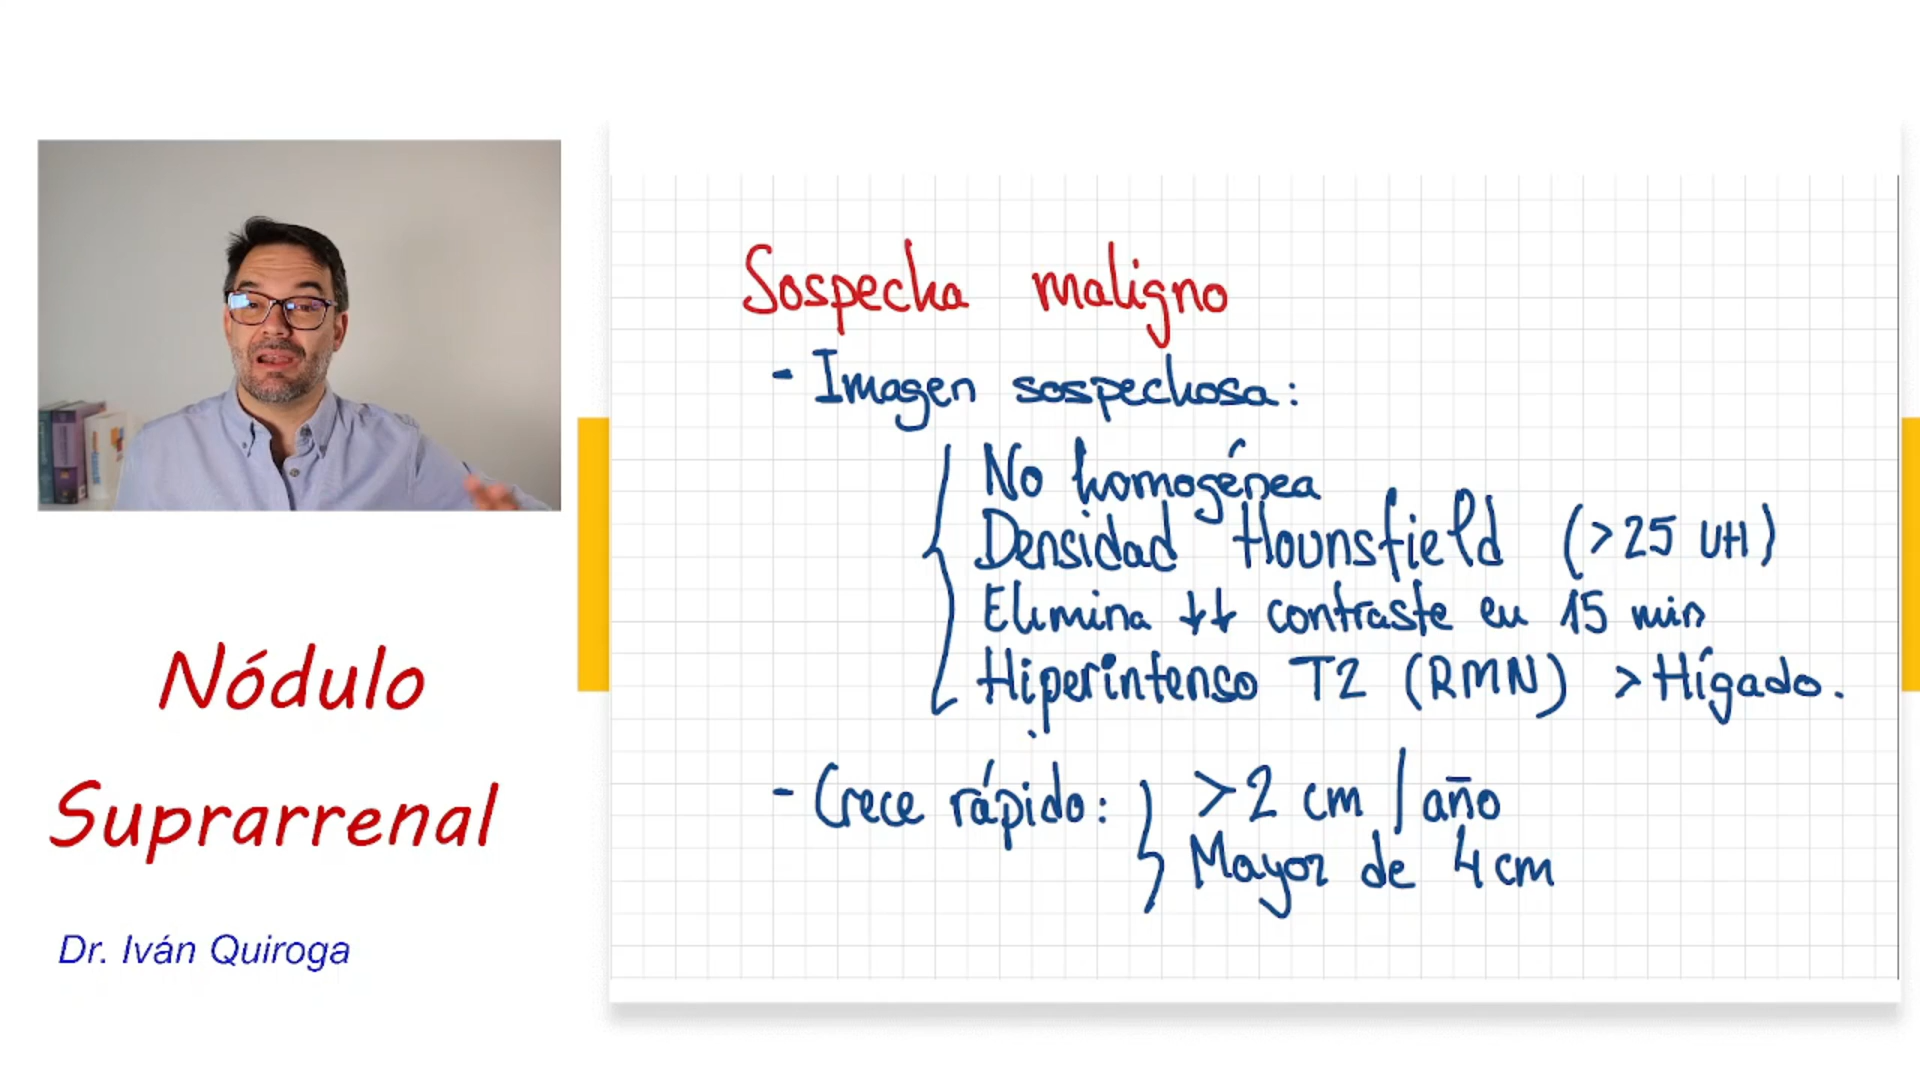 Nódulo
Suprarrenal
Dr. Iván Quiroga
Sospecha maligno
- Imagen sospechosa:
No homogénea
Densidad Hounsfield (>25 UH)
Elimina ↓↓ contraste en 15 min
Hiperintenso T2 (RMN) > Hígado.
- Crece rápido: > 2 cm / año
Mayor de 4 cm